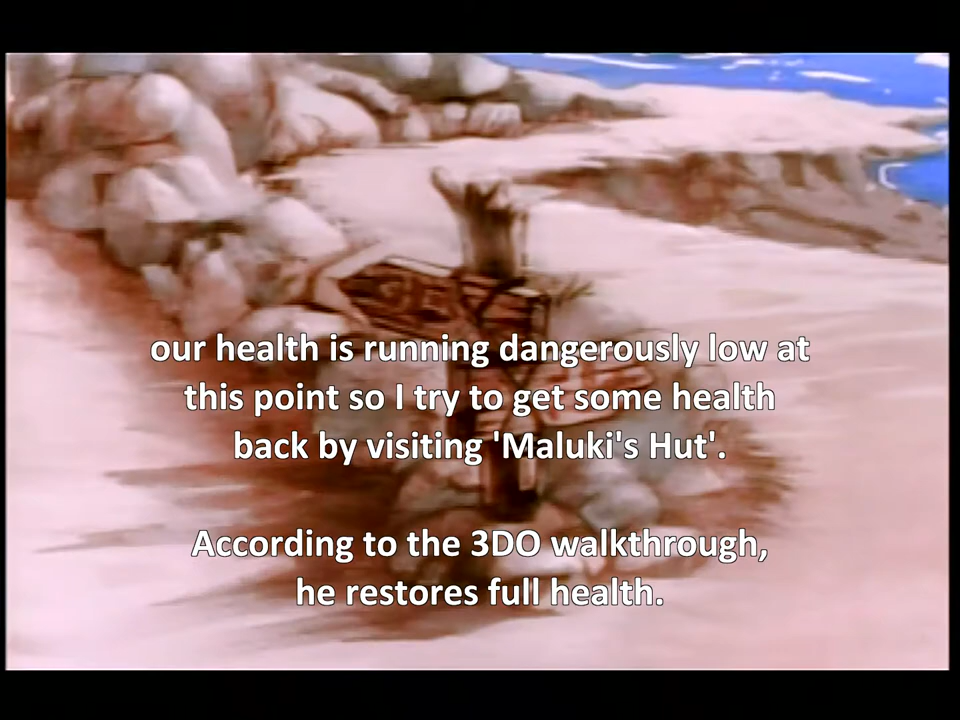 our health is running dangerously low at
this point so I try to get some health
back by visiting 'Maluki's Hut'.
According to the 3DO walkthrough,
he restores full health.